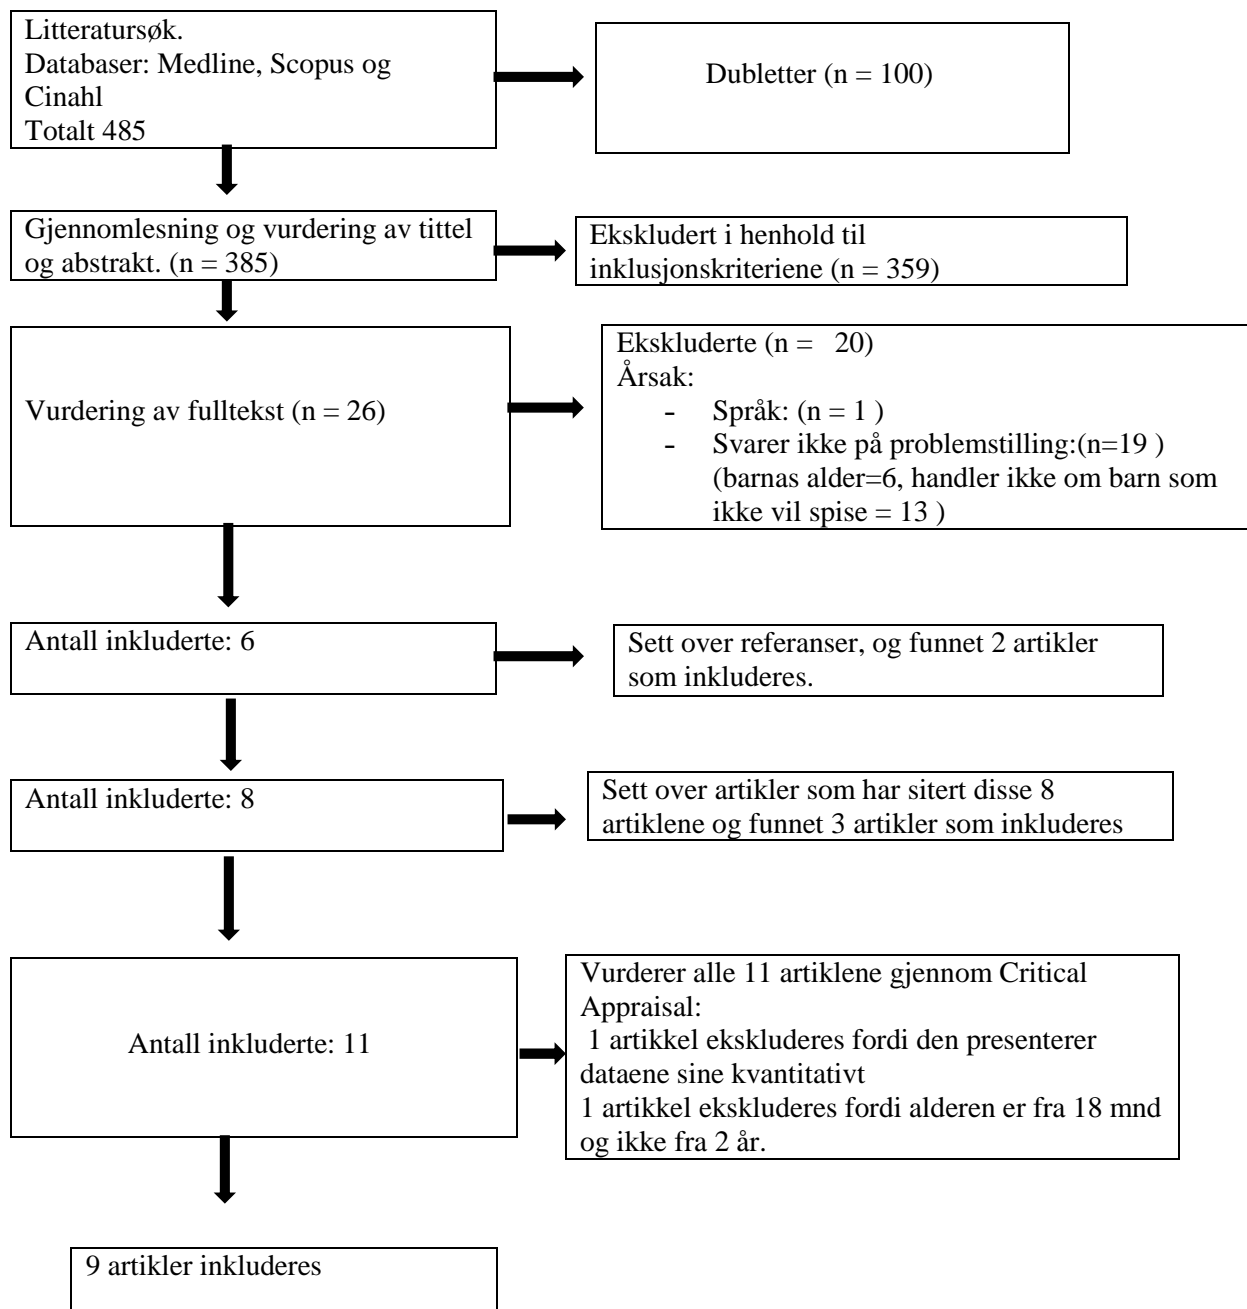 Litteratursøk.
Databaser: Medline, Scopus og
Cinahl
Totalt 485
Dubletter (n = 100)
Gjennomlesning og vurdering av tittel
og abstrakt. (n = 385)
Ekskludert i henhold til
inklusjonskriteriene (n = 359)
Vurdering av fulltekst (n = 26)
Ekskluderte (n = 20)
Årsak:
- Språk: (n = 1 )
- Svarer ikke på problemstilling:(n=19 )
(barnas alder=6, handler ikke om barn som
ikke vil spise = 13 )
Antall inkluderte: 6
Sett over referanser, og funnet 2 artikler
som inkluderes.
Antall inkluderte: 8
Sett over artikler som har sitert disse 8
artiklene og funnet 3 artikler som inkluderes
Antall inkluderte: 11
Vurderer alle 11 artiklene gjennom Critical
Appraisal:
1 artikkel ekskluderes fordi den presenterer
dataene sine kvantitativt
1 artikkel ekskluderes fordi alderen er fra 18 mnd
og ikke fra 2 år.
9 artikler inkluderes